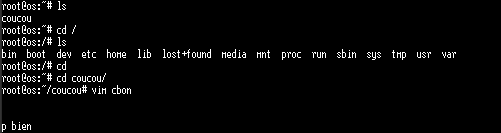 root@os:~# ls
coucou
root@os:~# cd /
root@os:/# ls
bin  boot  dev  etc  home  lib  lost+found  media  mnt  proc  run  sbin  sys  tmp  usr  var
root@os:/# cd
root@os:~# cd coucou/
root@os:~/coucou# vim cbon
p bien